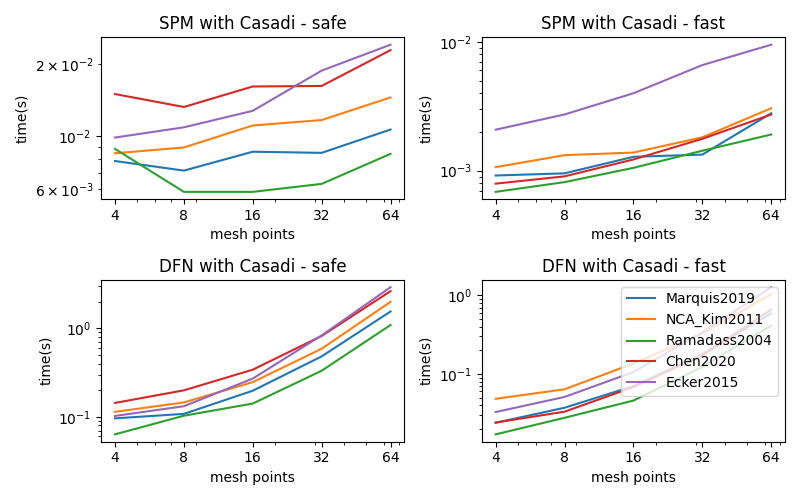 SPM with Casadi - safe
SPM with Casadi - fast
time(s)
2 × 10⁻²
10⁻²
6 × 10⁻³
4 8 16 32 64
mesh points
time(s)
10⁻²
10⁻³
4 8 16 32 64
mesh points
DFN with Casadi - safe
DFN with Casadi - fast
time(s)
10⁰
10⁻¹
4 8 16 32 64
mesh points
time(s)
10⁰
10⁻¹
4 8 16 32 64
mesh points
Marquis2019
NCA_Kim2011
Ramadass2004
Chen2020
Ecker2015